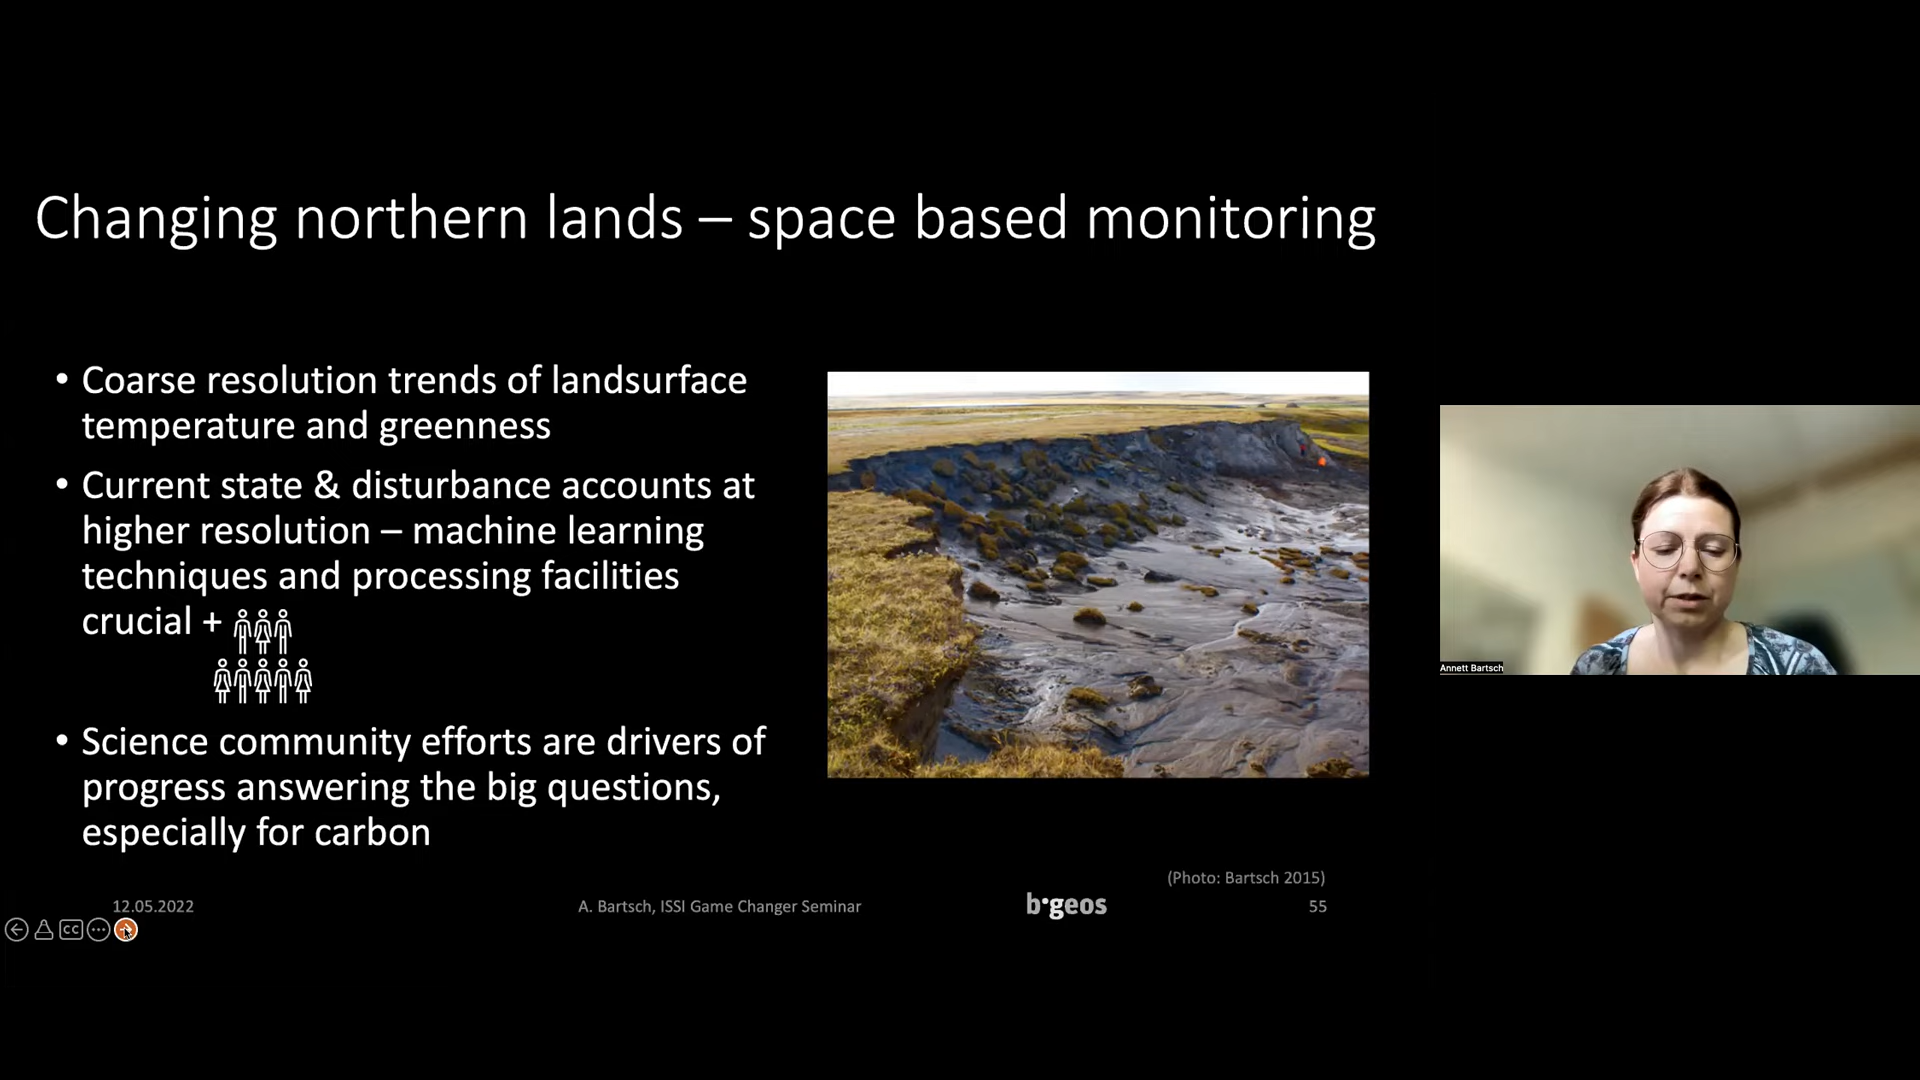 Changing northern lands – space based monitoring
• Coarse resolution trends of landsurface
temperature and greenness
• Current state & disturbance accounts at
higher resolution – machine learning
techniques and processing facilities
crucial +
• Science community efforts are drivers of
progress answering the big questions,
especially for carbon
Annett Bartsch
(Photo: Bartsch 2015)
12.05.2022
A. Bartsch, ISSI Game Changer Seminar
b·geos
55
CC